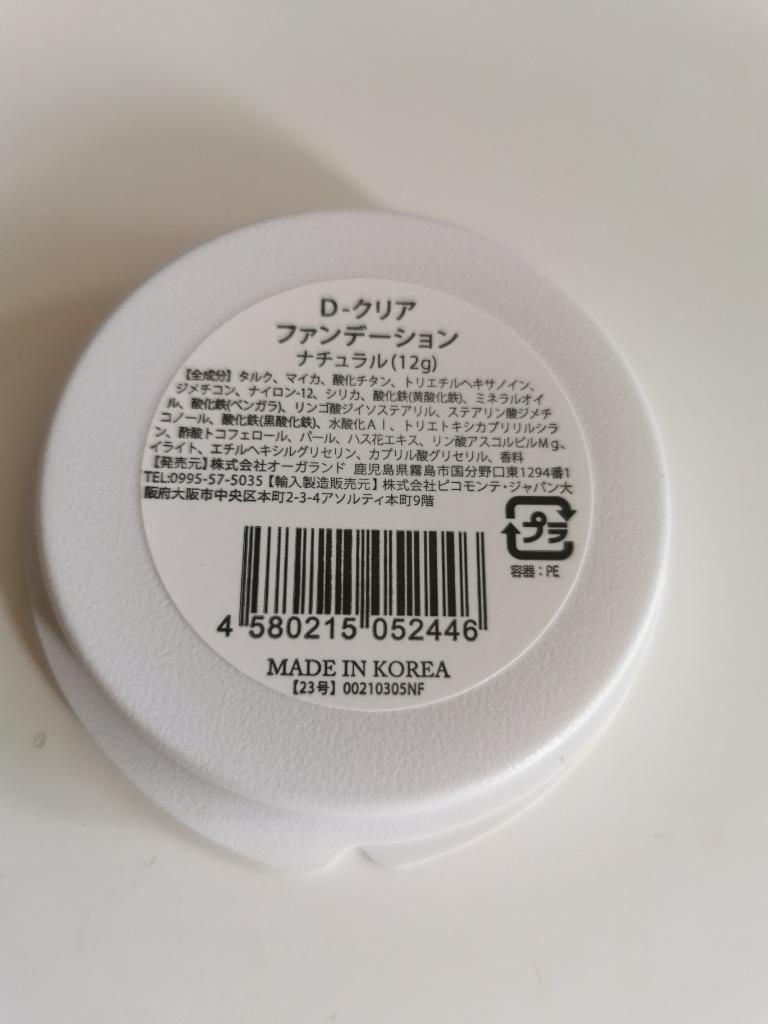 D-クリア
ファンデーション
ナチュラル(12g)
【全成分】タルク、マイカ、酸化チタン、トリエチルヘキサノイン、
ジメチコン、ナイロン-12、シリカ、酸化鉄(黄酸化鉄)、ミネラルオイ
ル、酸化鉄(ベンガラ)、リンゴ酸ジイソステアリル、ステアリン酸ジメチ
コノール、酸化鉄(黒酸化鉄)、水酸化Ａｌ、トリエトキシカプリリルシラ
ン、酢酸トコフェロール、パール、ハス花エキス、リン酸アスコルビルＭｇ、
イライト、エチルヘキシルグリセリン、カプリル酸グリセリル、香料
【発売元】株式会社オーガランド 鹿児島県霧島市国分野口東1294番1
TEL:0995-57-5035【輸入製造販売元】株式会社ピコモンテ・ジャパン大
阪府大阪市中央区本町2-3-4アソルティ本町9階
プラ
容器：PE
4 580215 052446
MADE IN KOREA
【23号】00210305NF